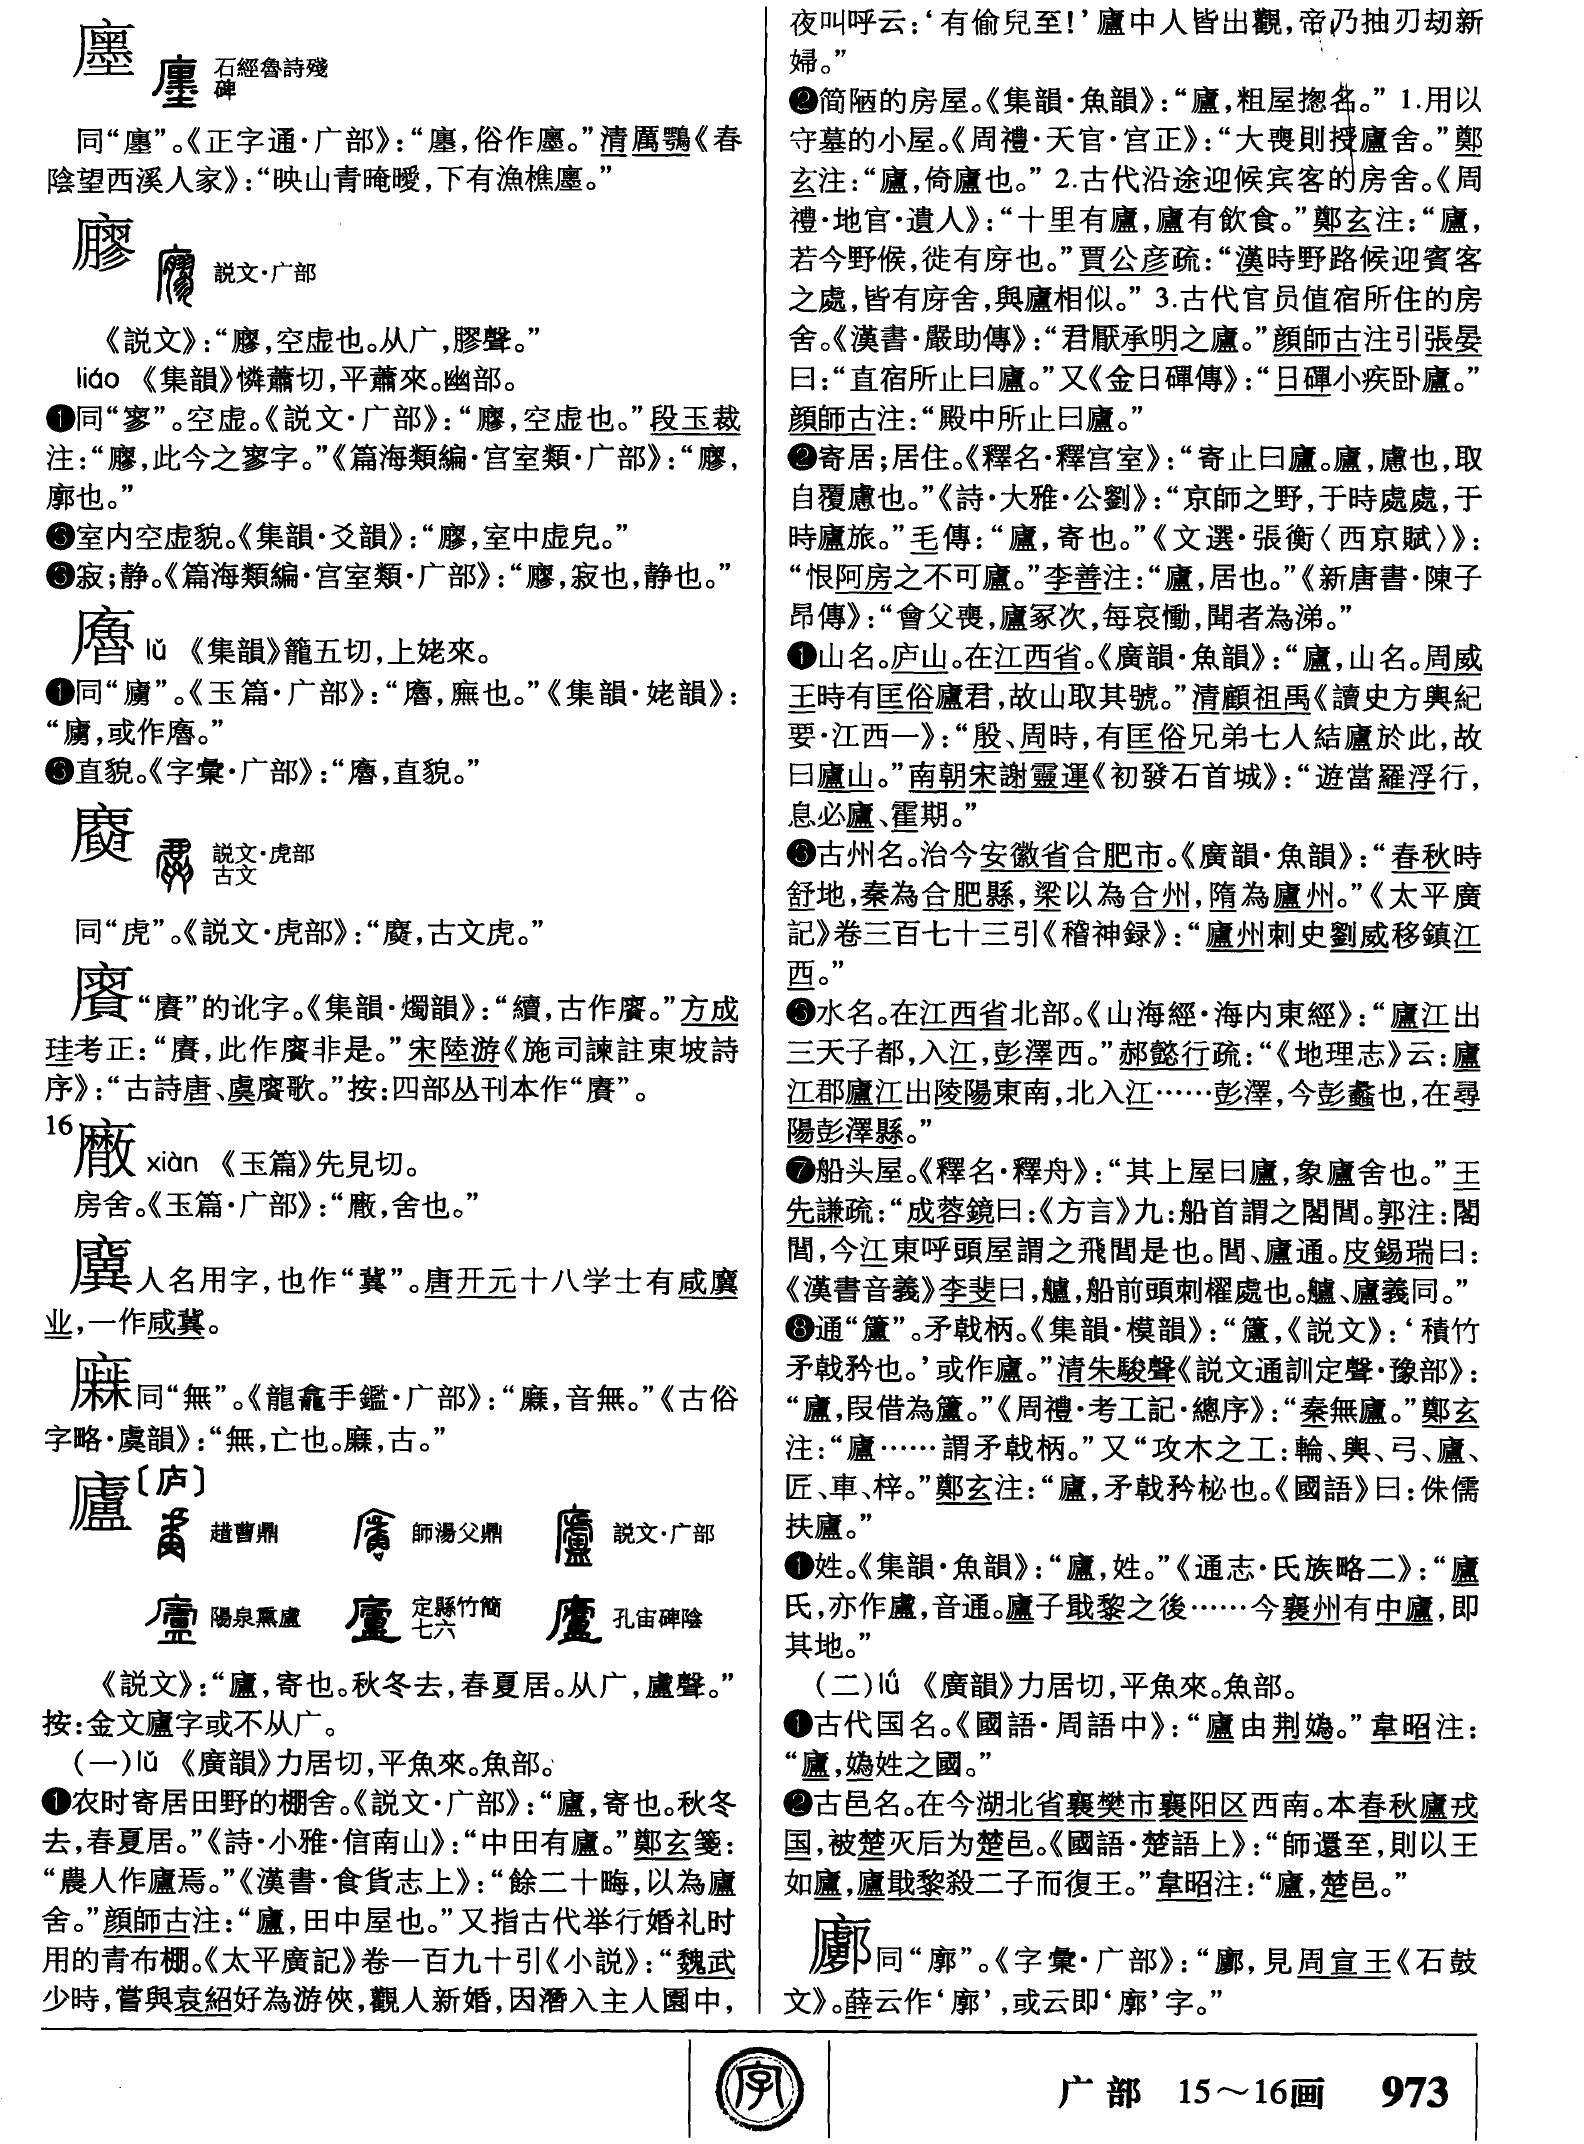 廛 石經魯詩殘
碑
同“廛”。《正字通·广部》：“廛，俗作㕓。”清厲鶚《春
陰望西溪人家》：“映山青晻曖，下有漁樵廛。”
廫 説文·广部
《説文》：“廫，空虚也。从广，膠聲。”
liáo 《集韻》憐蕭切，平蕭來。幽部。
❶同“寥”。空虚。《説文·广部》：“廫，空虚也。”段玉裁
注：“廫，此今之寥字。”《篇海類編·宫室類·广部》：“廫，
廓也。”
❸室内空虚貌。《集韻·爻韻》：“廫，室中虚皃。”
❸寂；静。《篇海類編·宫室類·广部》：“廫，寂也，静也。”
lǔ 《集韻》籠五切，上姥來。
❶同“廘”。《玉篇·广部》：“，廡也。”《集韻·姥韻》：
“，或作。”
❸直貌。《字彙·广部》：“，直貌。”
説文·虎部
古文
同“虎”。《説文·虎部》：“，古文虎。”
“賡”的讹字。《集韻·燭韻》：“續，古作。”方成
珪考正：“賡，此作非是。”宋陸游《施司諫註東坡詩
序》：“古詩唐、虞歌。”按：四部丛刊本作“賡”。
16
xiàn 《玉篇》先見切。
房舍。《玉篇·广部》：“，舍也。”
人名用字，也作“冀”。唐开元十八学士有咸
业，一作咸冀。
同“無”。《龍龕手鑑·广部》：“，音無。”《古俗
字略·虞韻》：“無，亡也。，古。”
廬〔庐〕
趙曹鼎 師湯父鼎 説文·广部
陽泉熏盧 定縣竹簡
七六 孔宙碑陰
《説文》：“廬，寄也。秋冬去，春夏居。从广，盧聲。”
按：金文廬字或不从广。
（一）lǔ 《廣韻》力居切，平魚來。魚部。
❶农时寄居田野的棚舍。《説文·广部》：“廬，寄也。秋冬
去，春夏居。”《詩·小雅·信南山》：“中田有廬。”鄭玄箋：
“農人作廬焉。”《漢書·食貨志上》：“餘二十晦，以為廬
舍。”顔師古注：“廬，田中屋也。”又指古代举行婚礼时
用的青布棚。《太平廣記》卷一百九十引《小説》：“魏武
少時，嘗與袁紹好為游俠，觀人新婚，因潛入主人園中，
夜叫呼云：‘有偷兒至！’廬中人皆出觀，帝乃抽刃劫新
婦。”
❷简陋的房屋。《集韻·魚韻》：“廬，粗屋揔名。”1.用以
守墓的小屋。《周禮·天官·宫正》：“大喪則授廬舍。”鄭
玄注：“廬，倚廬也。”2.古代沿途迎候宾客的房舍。《周
禮·地官·遺人》：“十里有廬，廬有飲食。”鄭玄注：“廬，
若今野候，徙有庌也。”賈公彦疏：“漢時野路候迎賓客
之處，皆有庌舍，與廬相似。”3.古代官员值宿所住的房
舍。《漢書·嚴助傳》：“君厭承明之廬。”顔師古注引張晏
曰：“直宿所止曰廬。”又《金日磾傳》：“日磾小疾卧廬。”
顔師古注：“殿中所止曰廬。”
❷寄居；居住。《釋名·釋宫室》：“寄止曰廬。廬，慮也，取
自覆慮也。”《詩·大雅·公劉》：“京師之野，于時處處，于
時廬旅。”毛傳：“廬，寄也。”《文選·張衡〈西京賦〉》：
“恨阿房之不可廬。”李善注：“廬，居也。”《新唐書·陳子
昂傳》：“會父喪，廬冢次，每哀慟，聞者為涕。”
❶山名。庐山。在江西省。《廣韻·魚韻》：“廬，山名。周威
王時有匡俗廬君，故山取其號。”清顧祖禹《讀史方輿紀
要·江西一》：“殷、周時，有匡俗兄弟七人結廬於此，故
曰廬山。”南朝宋謝靈運《初發石首城》：“遊當羅浮行，
息必廬、霍期。”
❸古州名。治今安徽省合肥市。《廣韻·魚韻》：“春秋時
舒地，秦為合肥縣，梁以為合州，隋為廬州。”《太平廣
記》卷三百七十三引《稽神録》：“廬州刺史劉威移鎮江
西。”
❸水名。在江西省北部。《山海經·海内東經》：“廬江出
三天子都，入江，彭澤西。”郝懿行疏：“《地理志》云：廬
江郡廬江出陵陽東南，北入江……彭澤，今彭蠡也，在尋
陽彭澤縣。”
❼船头屋。《釋名·釋舟》：“其上屋曰廬，象廬舍也。”王
先謙疏：“成蓉鏡曰：《方言》九：船首謂之閤閭。郭注：閤
閭，今江東呼頭屋謂之飛閭是也。閭、廬通。皮錫瑞曰：
《漢書音義》李斐曰，艫，船前頭刺櫂處也。艫、廬義同。”
❽通“籚”。矛戟柄。《集韻·模韻》：“籚，《説文》：‘積竹
矛戟矜也。’或作廬。”清朱駿聲《説文通訓定聲·豫部》：
“廬，叚借為籚。”《周禮·考工記·總序》：“秦無廬。”鄭玄
注：“廬……謂矛戟柄。”又“攻木之工：輪、輿、弓、廬、
匠、車、梓。”鄭玄注：“廬，矛戟矜柲也。《國語》曰：侏儒
扶廬。”
❶姓。《集韻·魚韻》：“廬，姓。”《通志·氏族略二》：“廬
氏，亦作盧，音通。廬子戢黎之後……今襄州有中廬，即
其地。”
（二）lú 《廣韻》力居切，平魚來。魚部。
❶古代国名。《國語·周語中》：“廬由荆嬀。”韋昭注：
“廬，嬀姓之國。”
❷古邑名。在今湖北省襄樊市襄阳区西南。本春秋廬戎
国，被楚灭后为楚邑。《國語·楚語上》：“師還至，則以王
如廬，廬戢黎殺二子而復王。”韋昭注：“廬，楚邑。”
同“廓”。《字彙·广部》：“，見周宣王《石鼓
文》。薛云作‘廓’，或云即‘廓’字。”
字
广部 15～16画 973